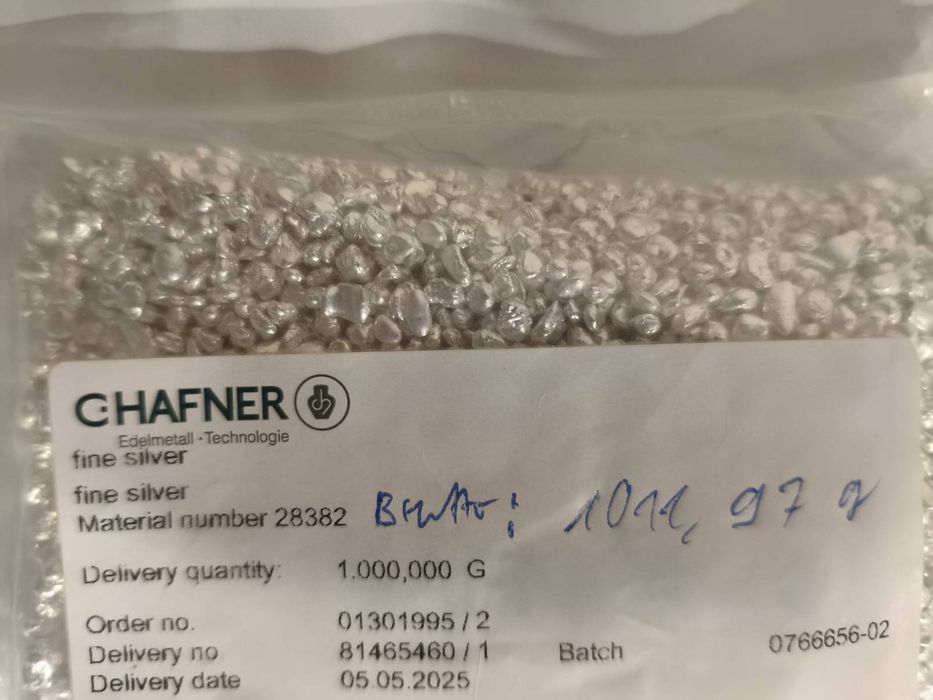 C·HAFNER
Edelmetall · Technologie
fine silver
fine silver
Material number 28382 Brutto: 1011,97 g
Delivery quantity: 1.000,000 G
Order no. 01301995 / 2
Delivery no 81465460 / 1 Batch 0766656-02
Delivery date 05.05.2025